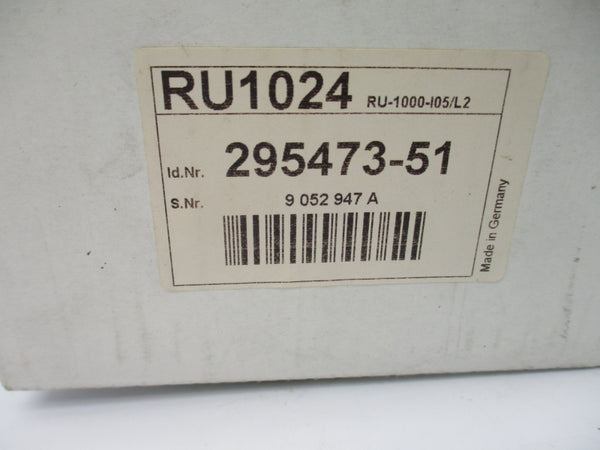 RU1024 RU-1000-I05/L2
Id.Nr. 295473-51
S.Nr. 9 052 947 A
Made in Germany